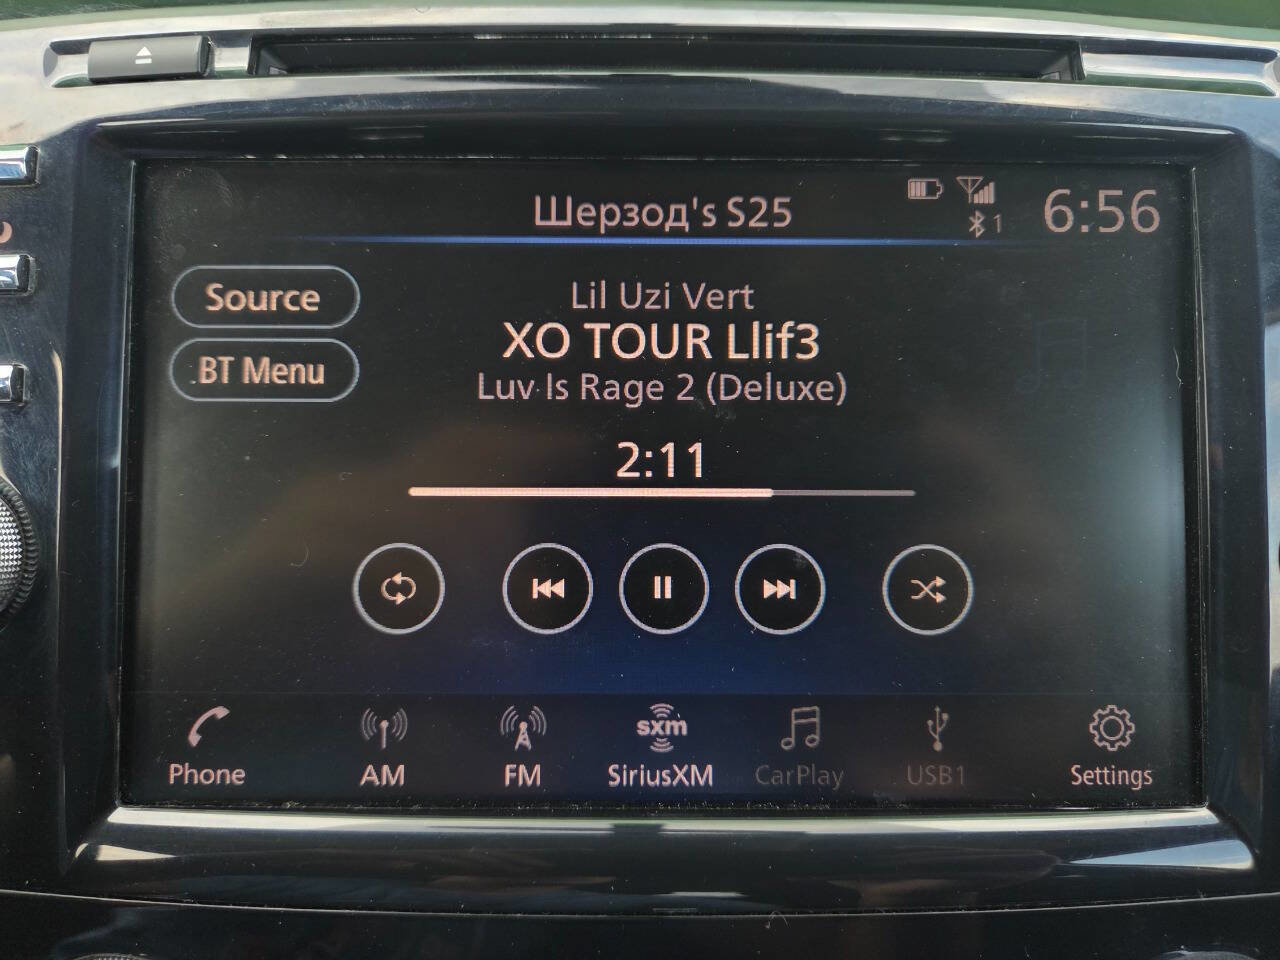 Шерзод's S25
1
6:56
Source
BT Menu
Lil Uzi Vert
XO TOUR Llif3
Luv Is Rage 2 (Deluxe)
2:11
sxm
Phone
AM
FM
SiriusXM
CarPlay
USB1
Settings